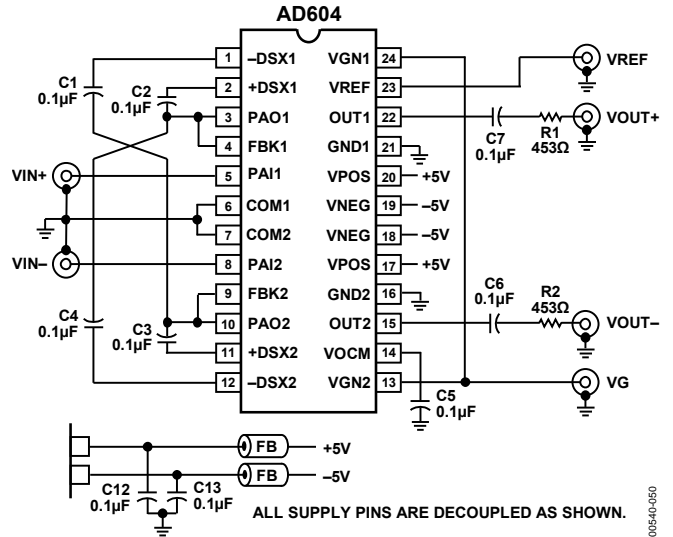 AD604
C1
0.1µF
C2
0.1µF
C4
0.1µF
C3
0.1µF
VIN+
VIN–
1 –DSX1 VGN1 24
2 +DSX1 VREF 23
3 PAO1 OUT1 22
4 FBK1 GND1 21
5 PAI1 VPOS 20 +5V
6 COM1 VNEG 19 –5V
7 COM2 VNEG 18 –5V
8 PAI2 VPOS 17 +5V
9 FBK2 GND2 16
10 PAO2 OUT2 15
11 +DSX2 VOCM 14
12 –DSX2 VGN2 13
VREF
VOUT+
C7
0.1µF
R1
453Ω
C6
0.1µF
R2
453Ω
VOUT–
C5
0.1µF
VG
FB +5V
FB –5V
C12
0.1µF
C13
0.1µF
ALL SUPPLY PINS ARE DECOUPLED AS SHOWN.
00540-050